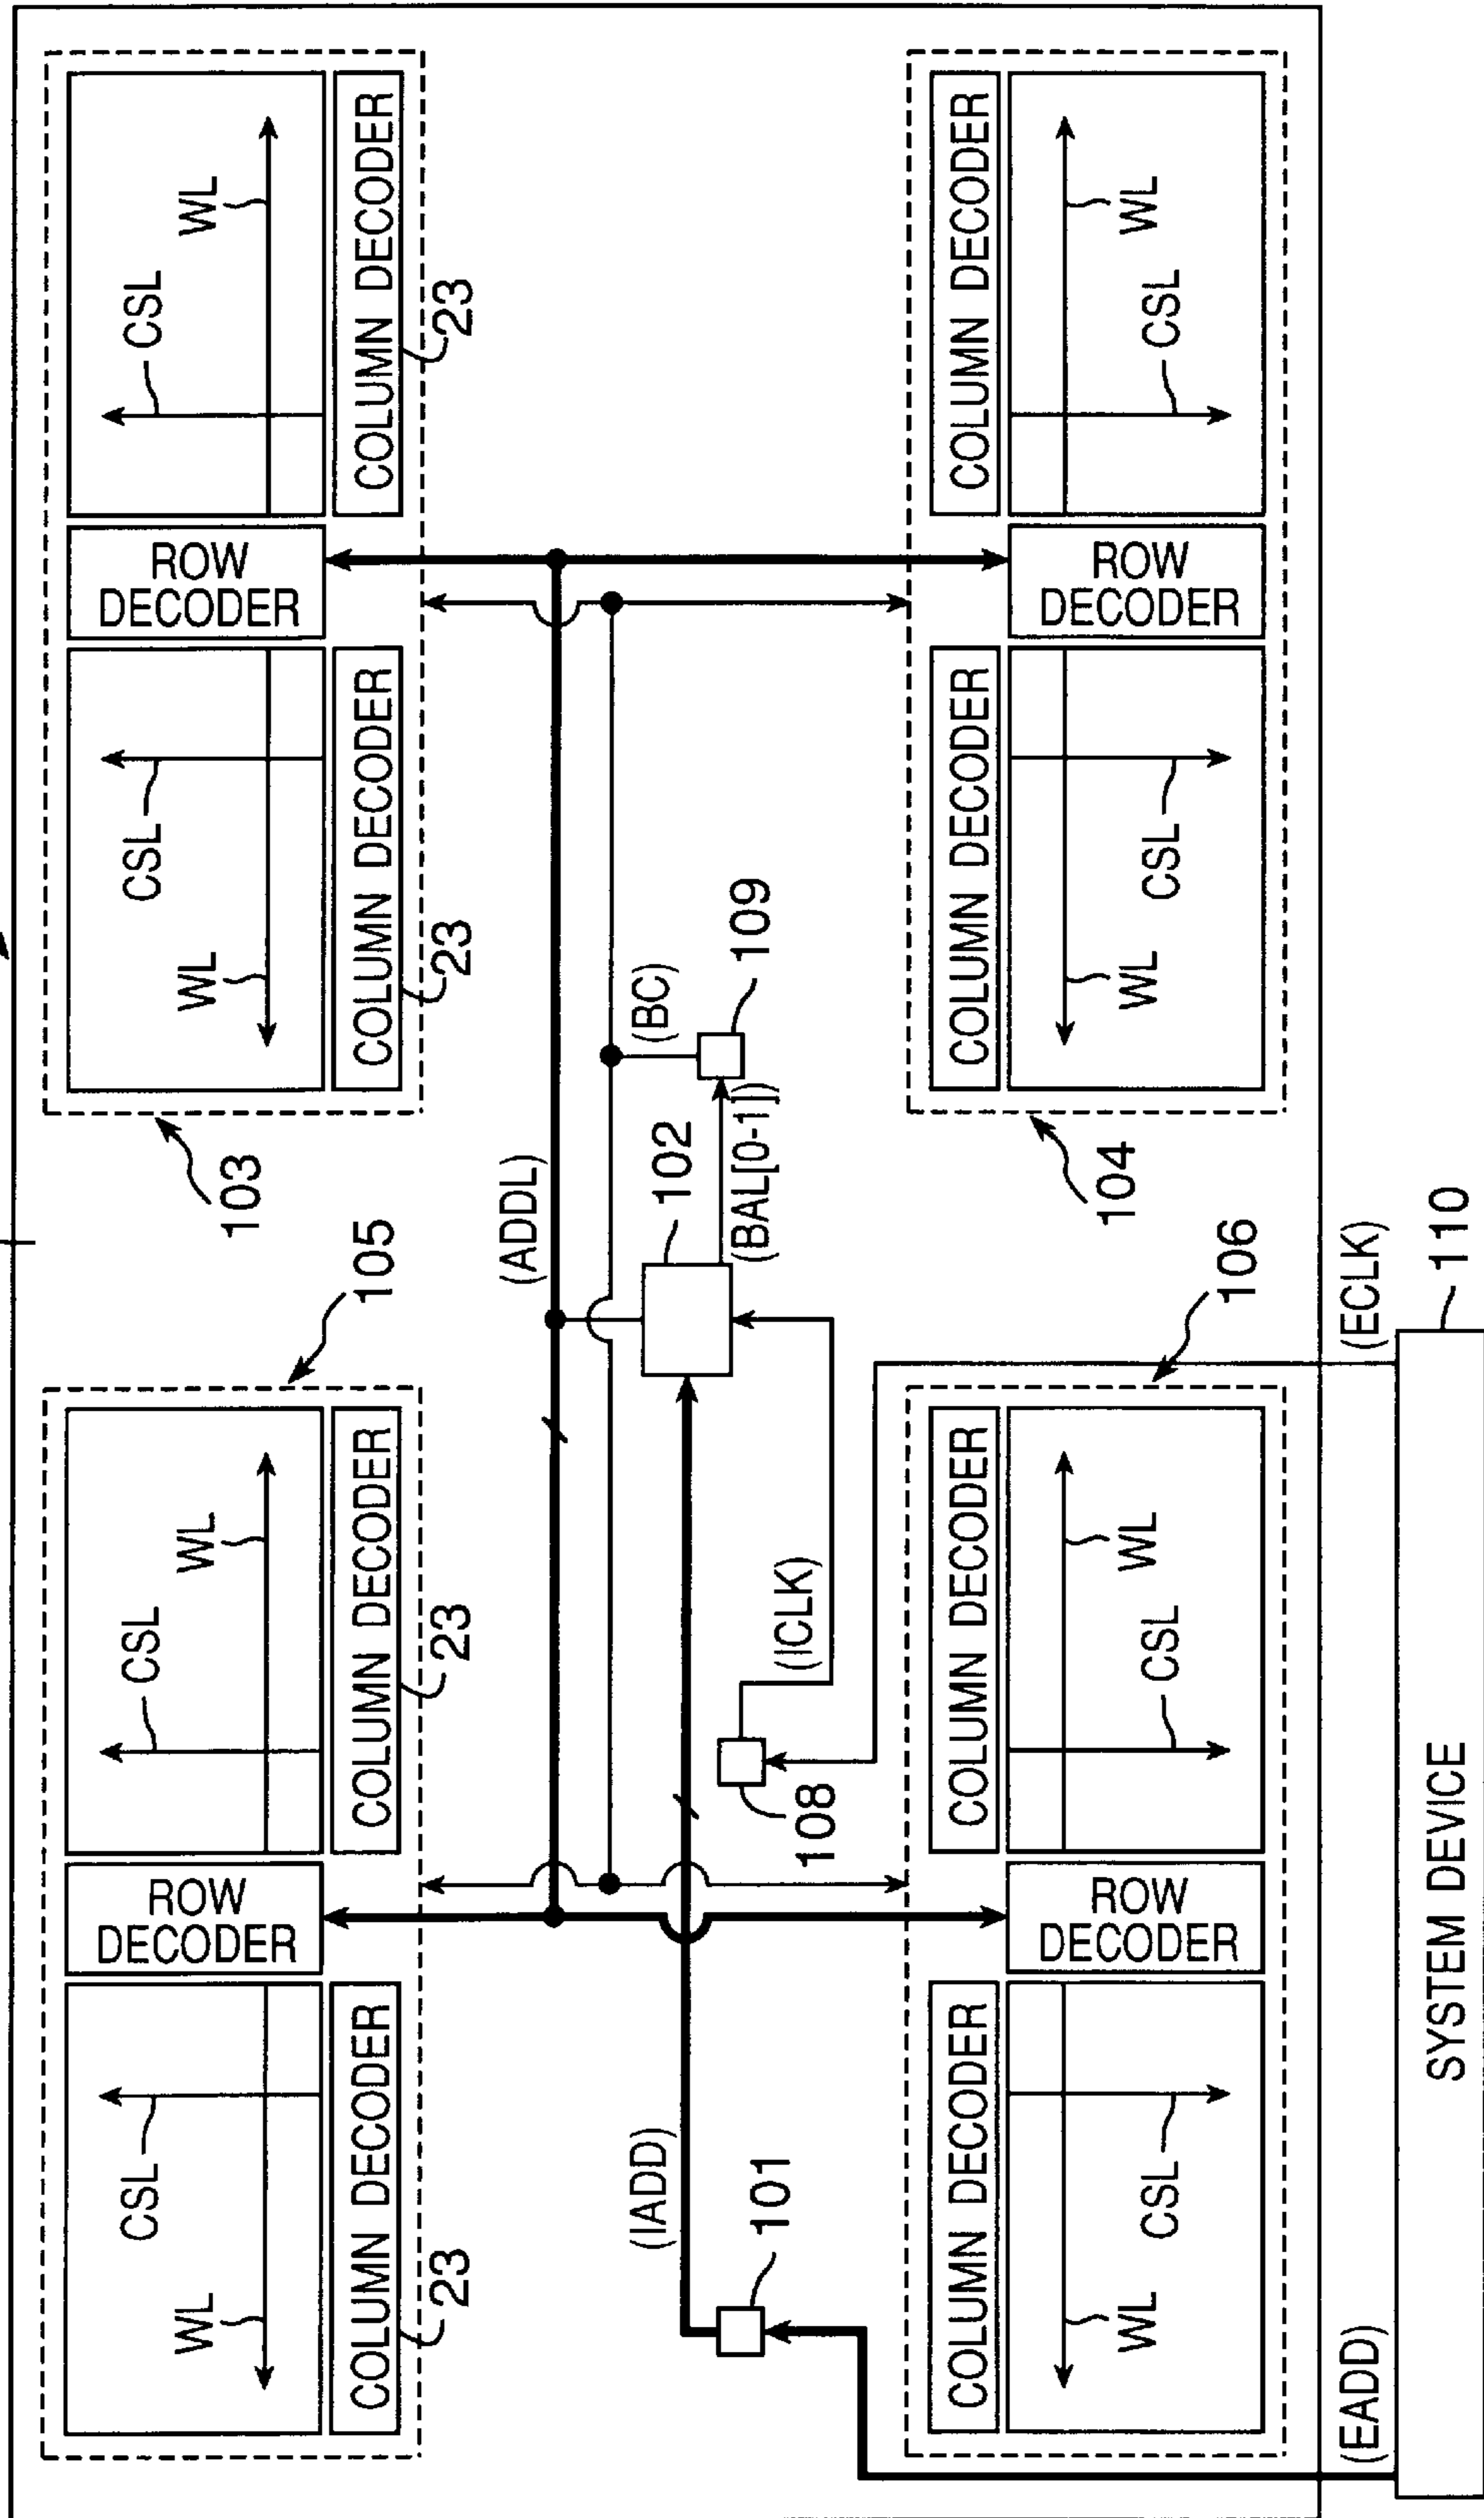 WL
CSL
ROW
DECODER
CSL
WL
COLUMN DECODER
COLUMN DECODER
23
23
105
103
WL
CSL
ROW
DECODER
CSL
WL
COLUMN DECODER
COLUMN DECODER
23
23
(ADDL)
(IADD)
101
108
(ICLK)
102
(BAL[0-1])
(BC)
109
COLUMN DECODER
COLUMN DECODER
ROW
DECODER
WL
CSL
CSL
WL
106
104
COLUMN DECODER
COLUMN DECODER
ROW
DECODER
WL
CSL
CSL
WL
(EADD)
(ECLK)
SYSTEM DEVICE
110